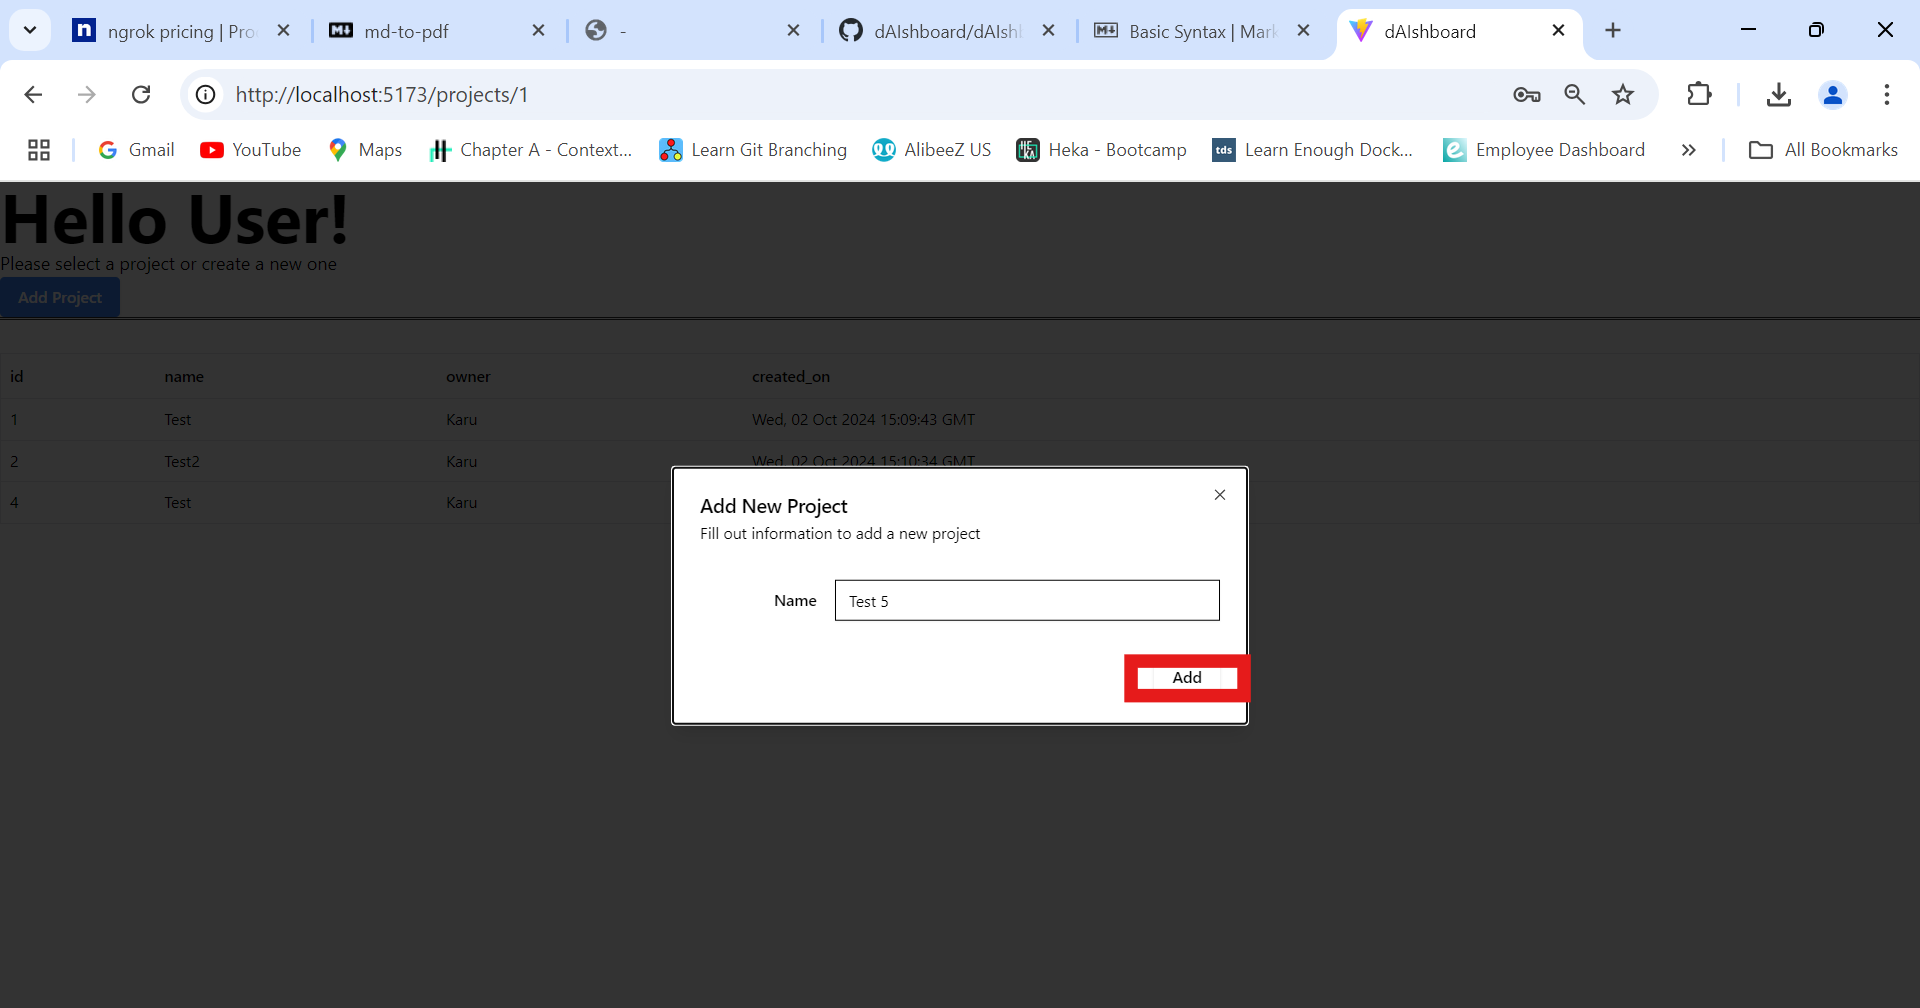 ngrok pricing | Pro
md-to-pdf
-
dAIshboard/dAIsh
Basic Syntax | Mark
dAIshboard
http://localhost:5173/projects/1
Gmail
YouTube
Maps
Chapter A - Context...
Learn Git Branching
AlibeeZ US
Heka - Bootcamp
tds
Learn Enough Dock...
Employee Dashboard
All Bookmarks
Hello User!
Please select a project or create a new one
Add Project
id name owner created_on
1 Test Karu Wed, 02 Oct 2024 15:09:43 GMT
2 Test2 Karu Wed, 02 Oct 2024 15:10:34 GMT
4 Test Karu
Add New Project
Fill out information to add a new project
Name Test 5
Add